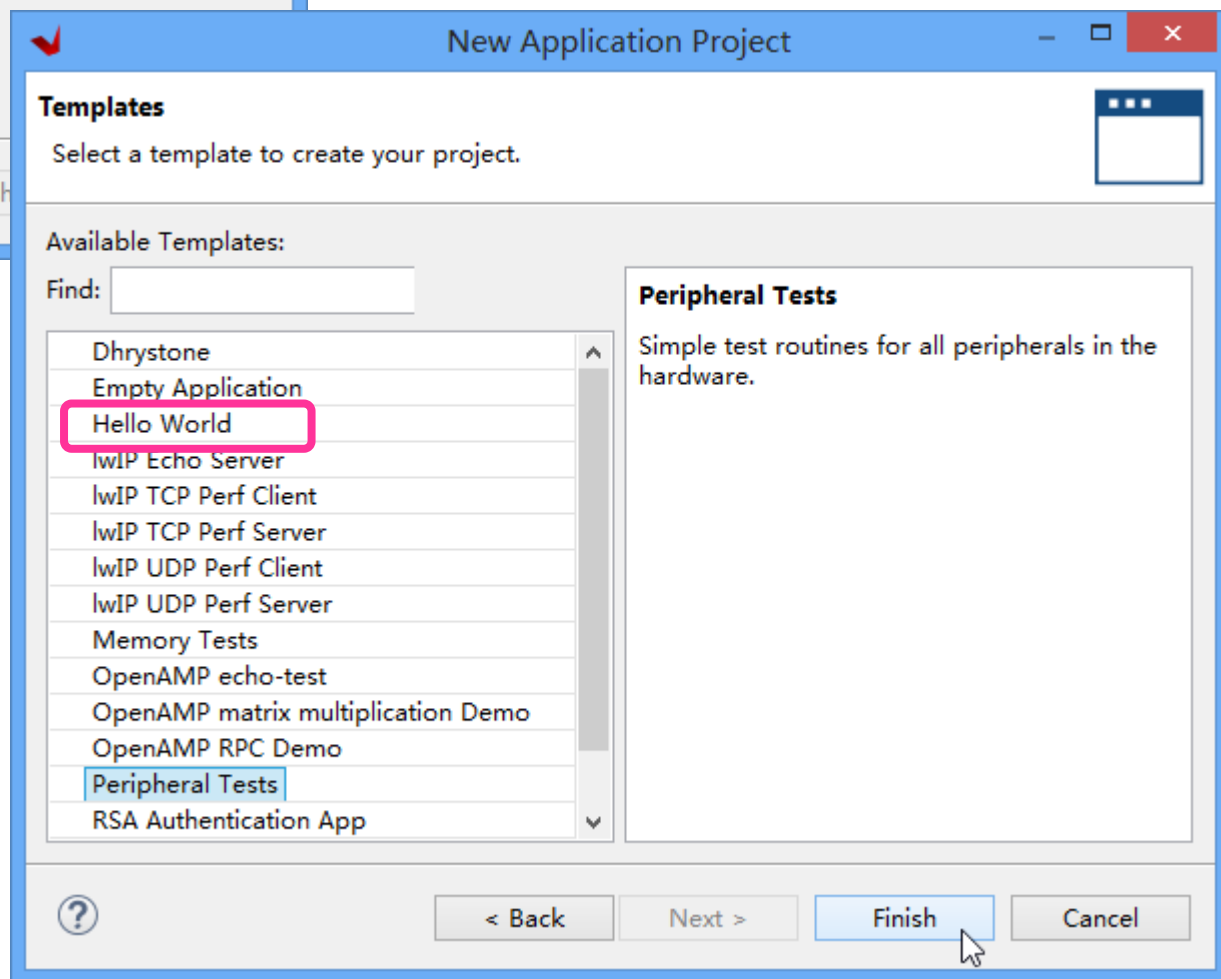 New Application Project
Templates
Select a template to create your project.
Available Templates:
Find:
Dhrystone
Empty Application
Hello World
lwIP Echo Server
lwIP TCP Perf Client
lwIP TCP Perf Server
lwIP UDP Perf Client
lwIP UDP Perf Server
Memory Tests
OpenAMP echo-test
OpenAMP matrix multiplication Demo
OpenAMP RPC Demo
Peripheral Tests
RSA Authentication App
Peripheral Tests
Simple test routines for all peripherals in the
hardware.
< Back
Next >
Finish
Cancel